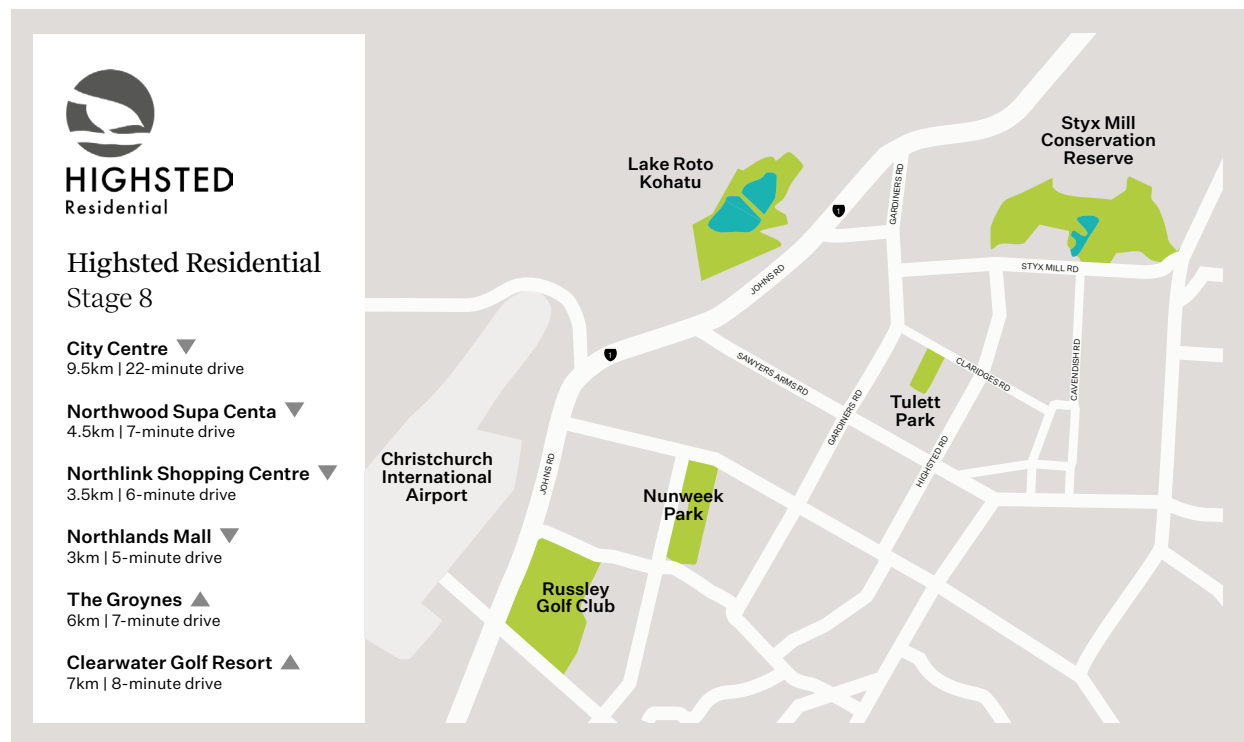 HIGHSTED
Residential
Highsted Residential
Stage 8
City Centre
9.5km | 22-minute drive
Northwood Supa Centa
4.5km | 7-minute drive
Northlink Shopping Centre
3.5km | 6-minute drive
Northlands Mall
3km | 5-minute drive
The Groynes
6km | 7-minute drive
Clearwater Golf Resort
7km | 8-minute drive
Styx Mill
Conservation
Reserve
Lake Roto
Kohatu
GARDINERS RD
1
STYX MILL RD
JOHNS RD
1
SAWYERS ARMS RD
CLARIDGES RD
CAVENDISH RD
Tulett
Park
GARDINERS RD
HIGHSTED RD
Christchurch
International
Airport
JOHNS RD
Nunweek
Park
Russley
Golf Club